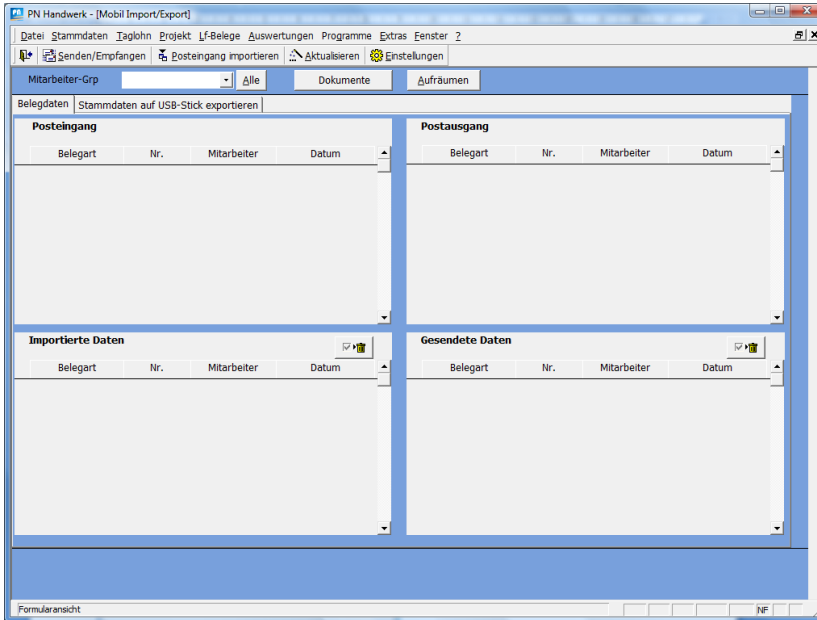 PN Handwerk - [Mobil Import/Export]
Datei Stammdaten Taglohn Projekt Lf-Belege Auswertungen Programme Extras Fenster ?
Senden/Empfangen Posteingang importieren Aktualisieren Einstellungen
Mitarbeiter-Grp Alle Dokumente Aufräumen
Belegdaten Stammdaten auf USB-Stick exportieren
Posteingang Postausgang
Belegart Nr. Mitarbeiter Datum Belegart Nr. Mitarbeiter Datum
Importierte Daten Gesendete Daten
Belegart Nr. Mitarbeiter Datum Belegart Nr. Mitarbeiter Datum
Formularansicht NF